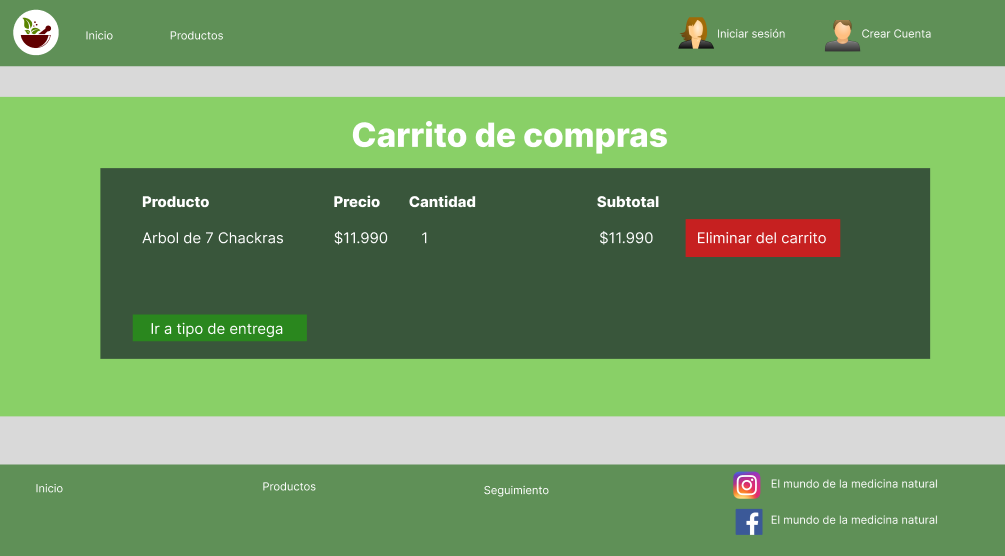 Inicio
Productos
Iniciar sesión
Crear Cuenta
Carrito de compras
Producto Precio Cantidad Subtotal
Arbol de 7 Chackras $11.990 1 $11.990 Eliminar del carrito
Ir a tipo de entrega
Inicio
Productos
Seguimiento
El mundo de la medicina natural
El mundo de la medicina natural